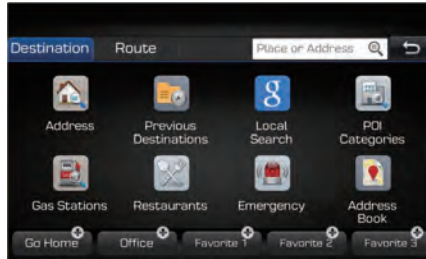 Destination Route Place or Address
Address Previous Destinations Local Search POI Categories
Gas Stations Restaurants Emergency Address Book
Go Home Office Favorite 1 Favorite 2 Favorite 3